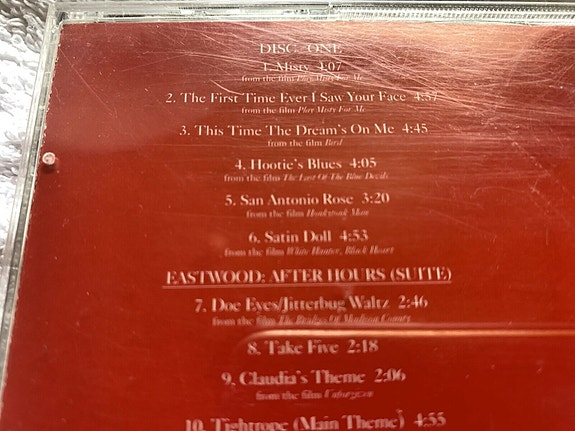 DISC ONE
1. Misty 4:07
from the film Play Misty For Me
2. The First Time Ever I Saw Your Face 4:57
from the film Play Misty For Me
3. This Time The Dream's On Me 4:45
from the film Bird
4. Hootie's Blues 4:05
from the film The Last Of The Blue Devils
5. San Antonio Rose 3:20
from the film Honkytonk Man
6. Satin Doll 4:53
from the film White Hunter, Black Heart
EASTWOOD: AFTER HOURS (SUITE)
7. Doe Eyes/Jitterbug Waltz 2:46
from the film The Bridges Of Madison County
8. Take Five 2:18
9. Claudia's Theme 2:06
from the film Unforgiven
10. Tightrope (Main Theme) 4:55